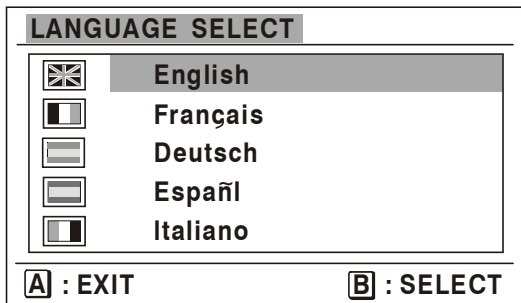 LANGUAGE SELECT
English
Français
Deutsch
Españl
Italiano
A : EXIT B : SELECT